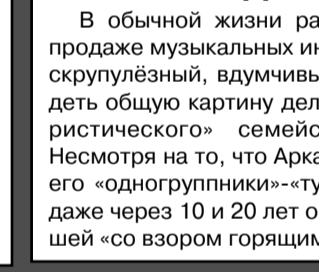 В обычной жизни ра
продаже музыкальных ин
скрупулёзный, вдумчивь
деть общую картину дел
ристического» семейс
Несмотря на то, что Арка
его «одногруппники»-«ту
даже через 10 и 20 лет о
шей «со взором горящим